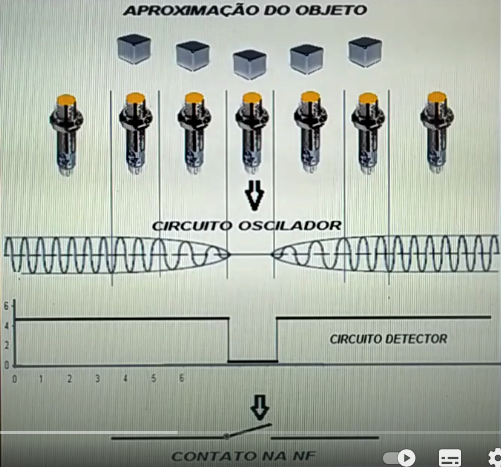 APROXIMAÇÃO DO OBJETO
CIRCUITO OSCILADOR
6
4
2
0
CIRCUITO DETECTOR
0 1 2 3 4 5 6
CONTATO NA NF